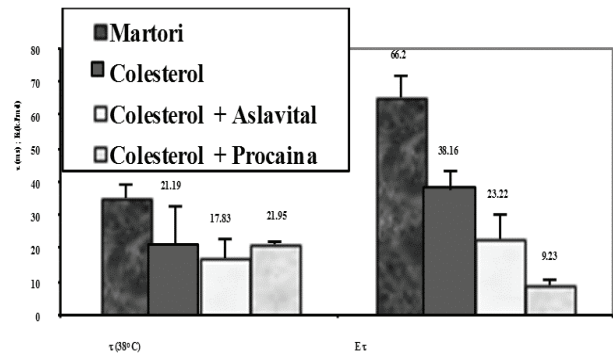 80
70
60
50
40
30
20
10
0
Martori
Colesterol
Colesterol + Aslavital
Colesterol + Procaina
21.19
17.83
21.95
66.2
38.16
23.22
9.23
τ (38°C)
E τ